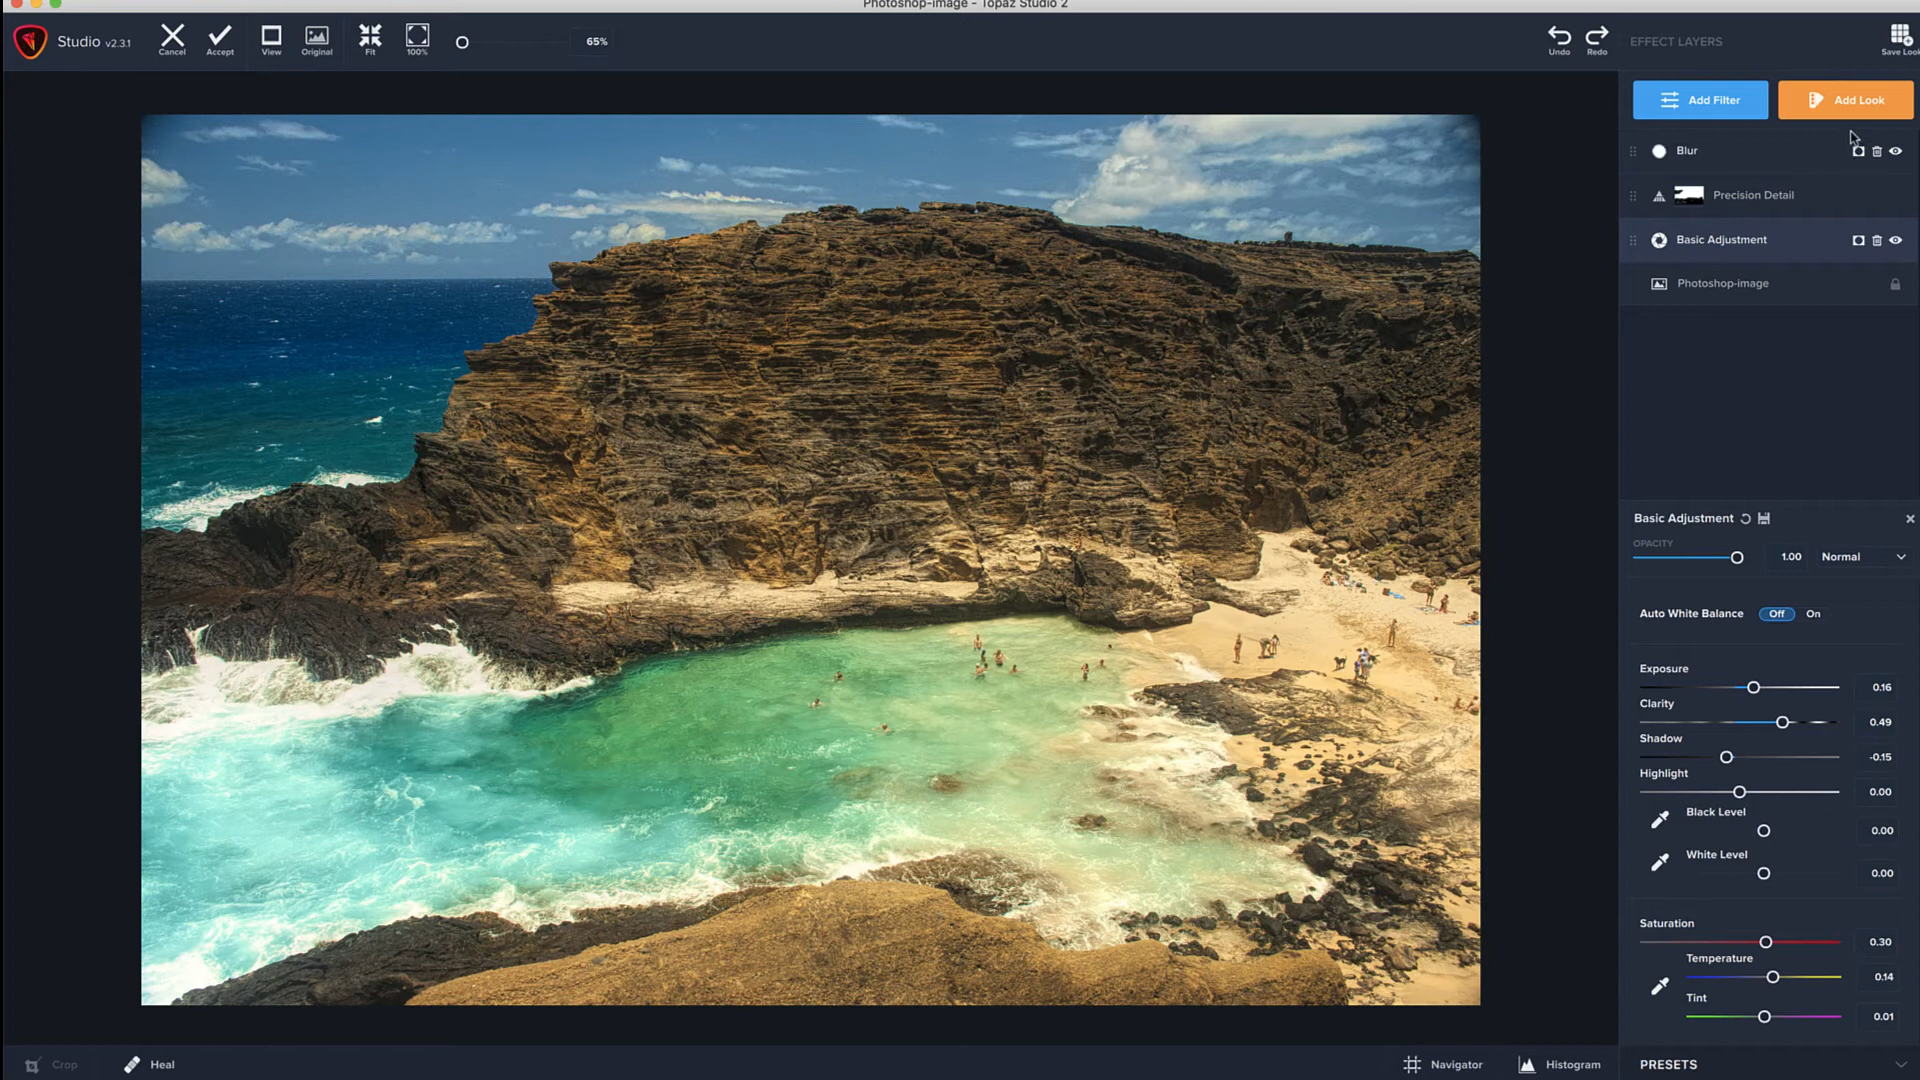 Photoshop-image - Topaz Studio 2
Studio v2.3.1
Cancel
Accept
View
Original
Fit
100%
65%
Undo
Redo
EFFECT LAYERS
Save Look
Add Filter
Add Look
Blur
Precision Detail
Basic Adjustment
Photoshop-image
Basic Adjustment
OPACITY
1.00
Normal
Auto White Balance
Off
On
Exposure
0.16
Clarity
0.49
Shadow
-0.15
Highlight
0.00
Black Level
0.00
White Level
0.00
Saturation
0.30
Temperature
0.14
Tint
0.01
Crop
Heal
Navigator
Histogram
PRESETS